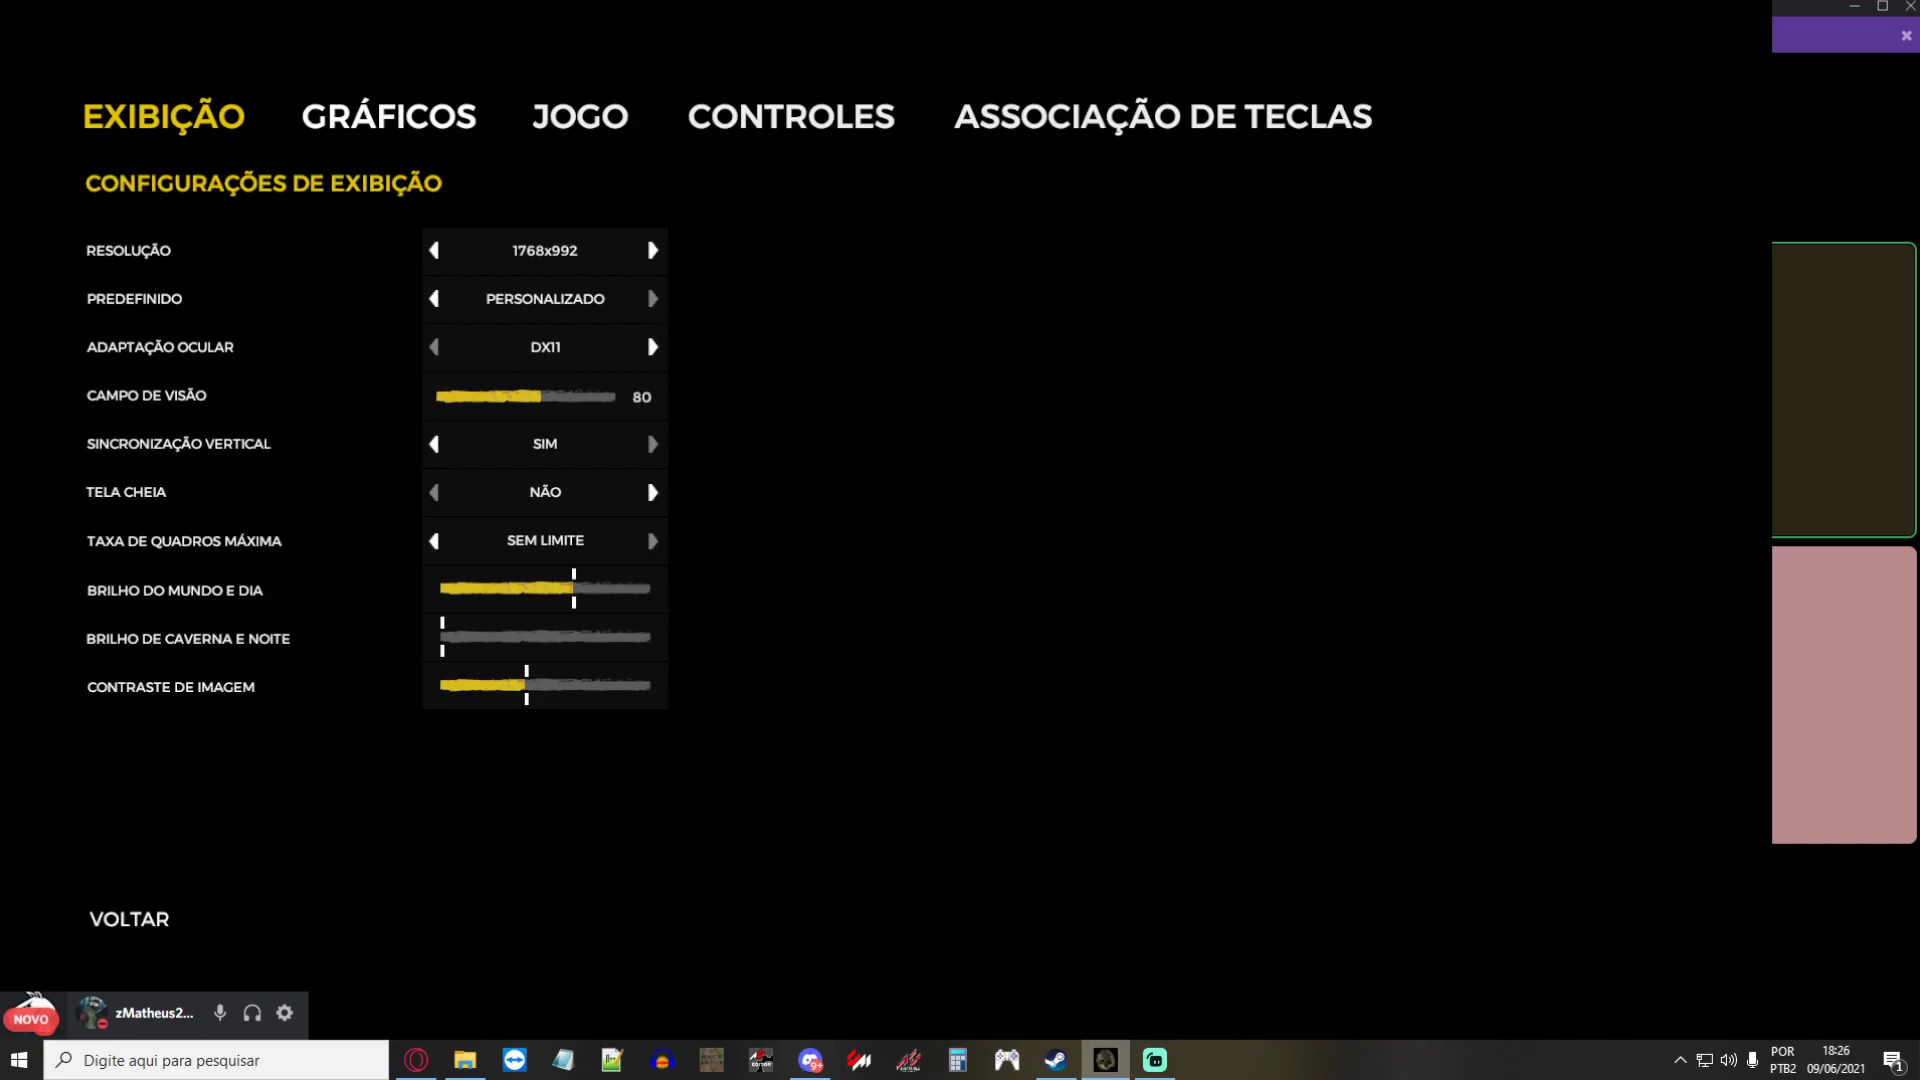 EXIBIÇÃO GRÁFICOS JOGO CONTROLES ASSOCIAÇÃO DE TECLAS
CONFIGURAÇÕES DE EXIBIÇÃO
RESOLUÇÃO 1768x992
PREDEFINIDO PERSONALIZADO
ADAPTAÇÃO OCULAR DX11
CAMPO DE VISÃO 80
SINCRONIZAÇÃO VERTICAL SIM
TELA CHEIA NÃO
TAXA DE QUADROS MÁXIMA SEM LIMITE
BRILHO DO MUNDO E DIA
BRILHO DE CAVERNA E NOITE
CONTRASTE DE IMAGEM
VOLTAR
NOVO zMatheus2...
Digite aqui para pesquisar
9+
POR 18:26
PTB2 09/06/2021
1